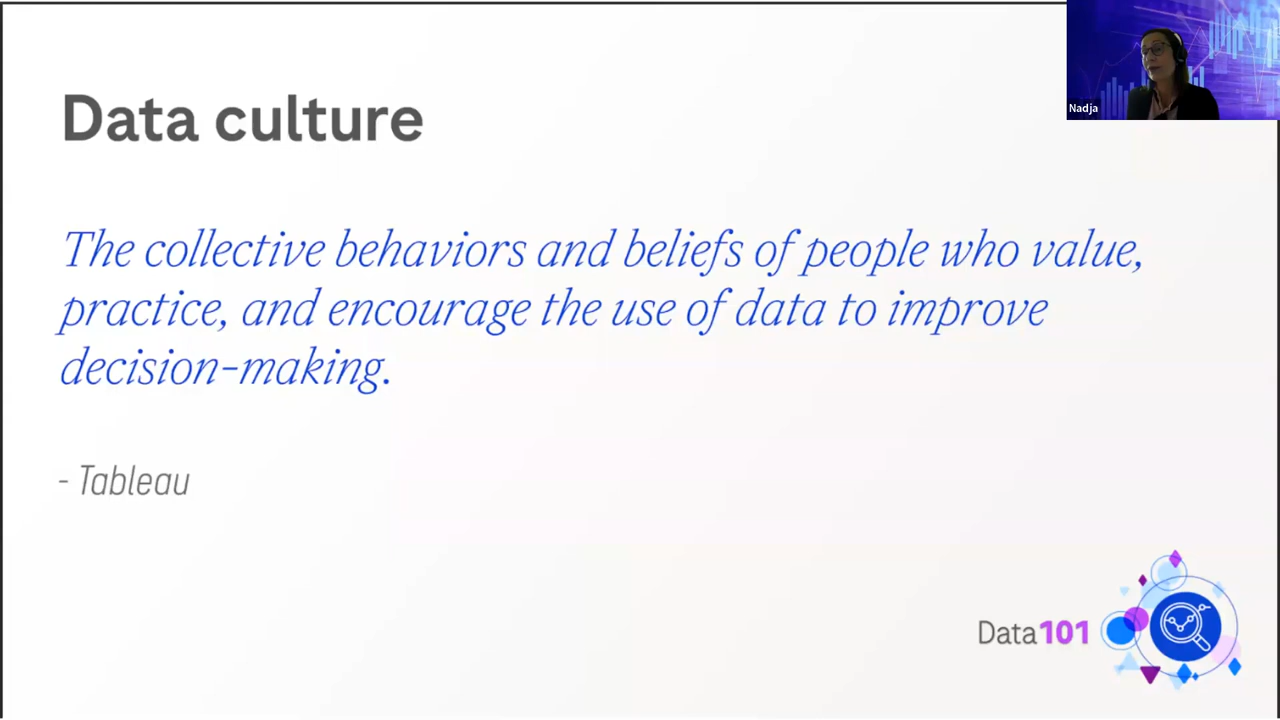 Data culture
Nadja
The collective behaviors and beliefs of people who value,
practice, and encourage the use of data to improve
decision-making.
- Tableau
Data101